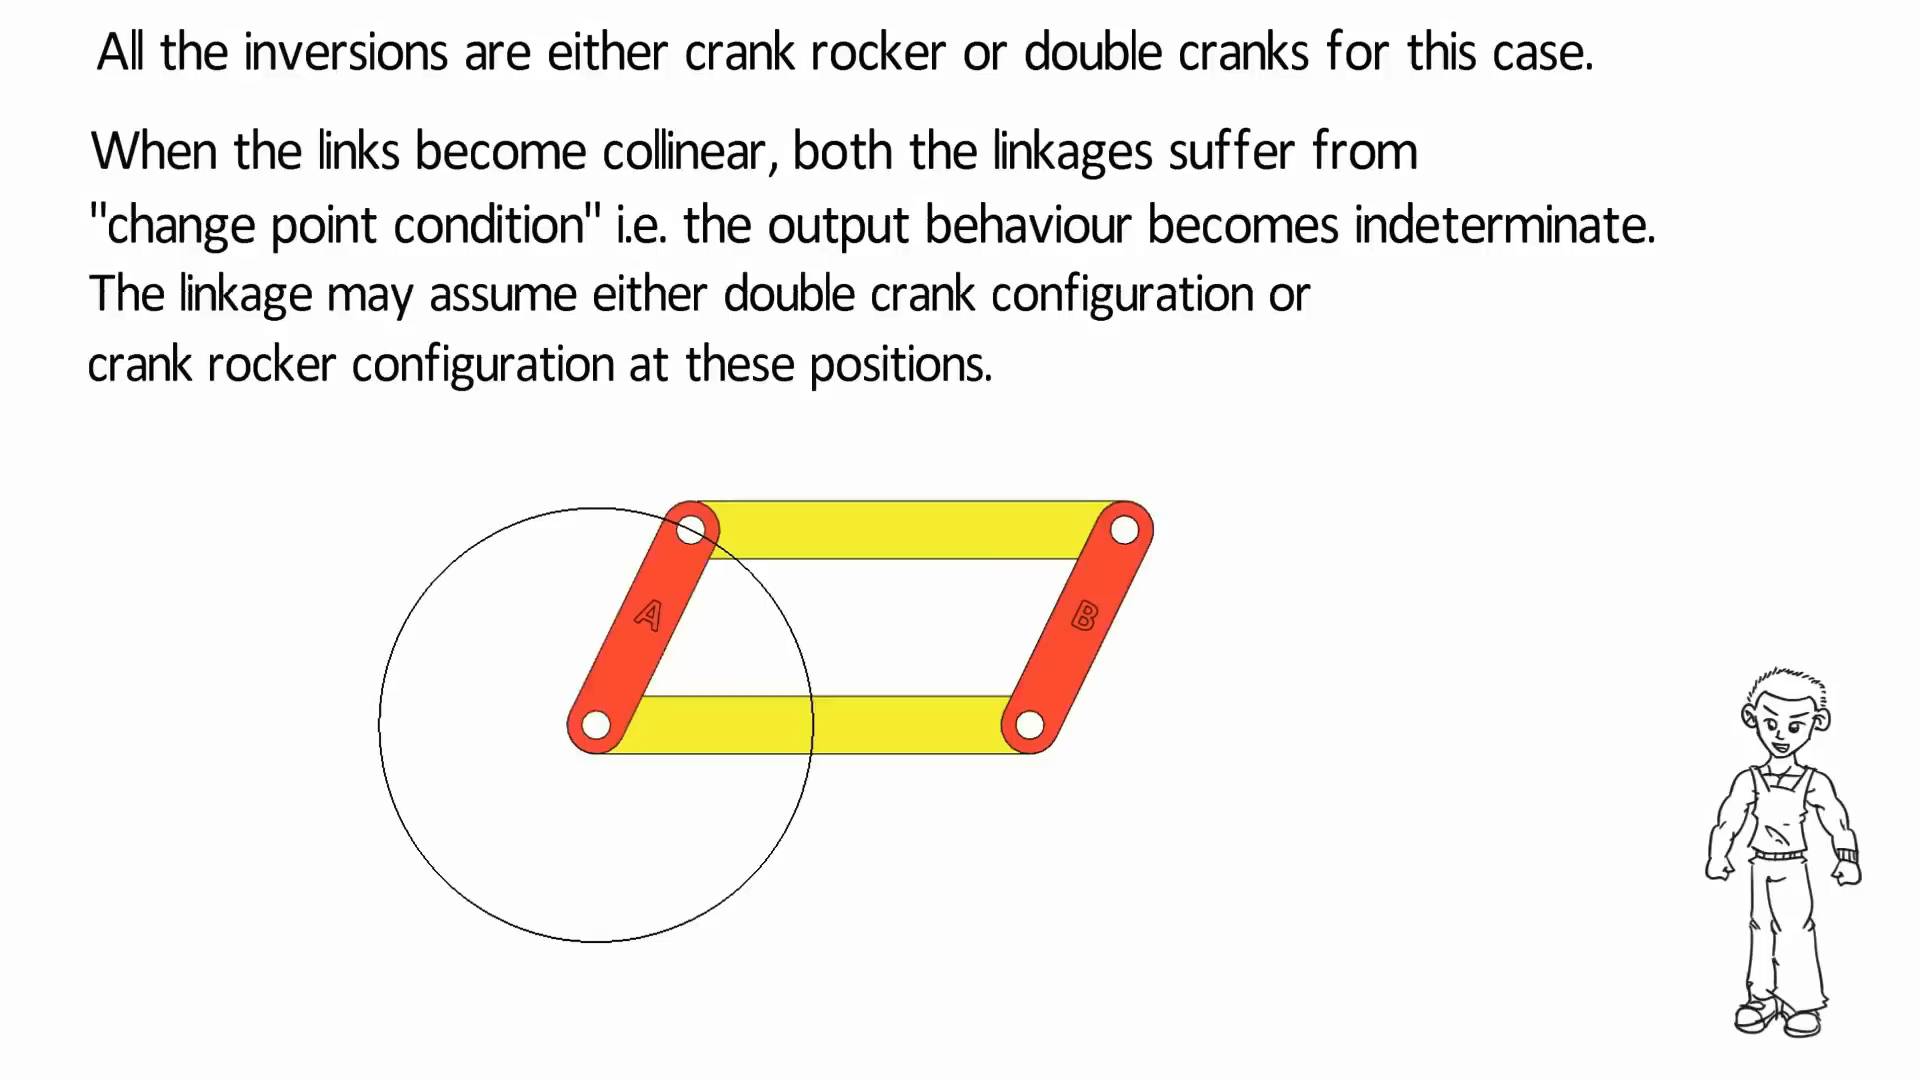 All the inversions are either crank rocker or double cranks for this case.
When the links become collinear, both the linkages suffer from
"change point condition" i.e. the output behaviour becomes indeterminate.
The linkage may assume either double crank configuration or
crank rocker configuration at these positions.
A
B